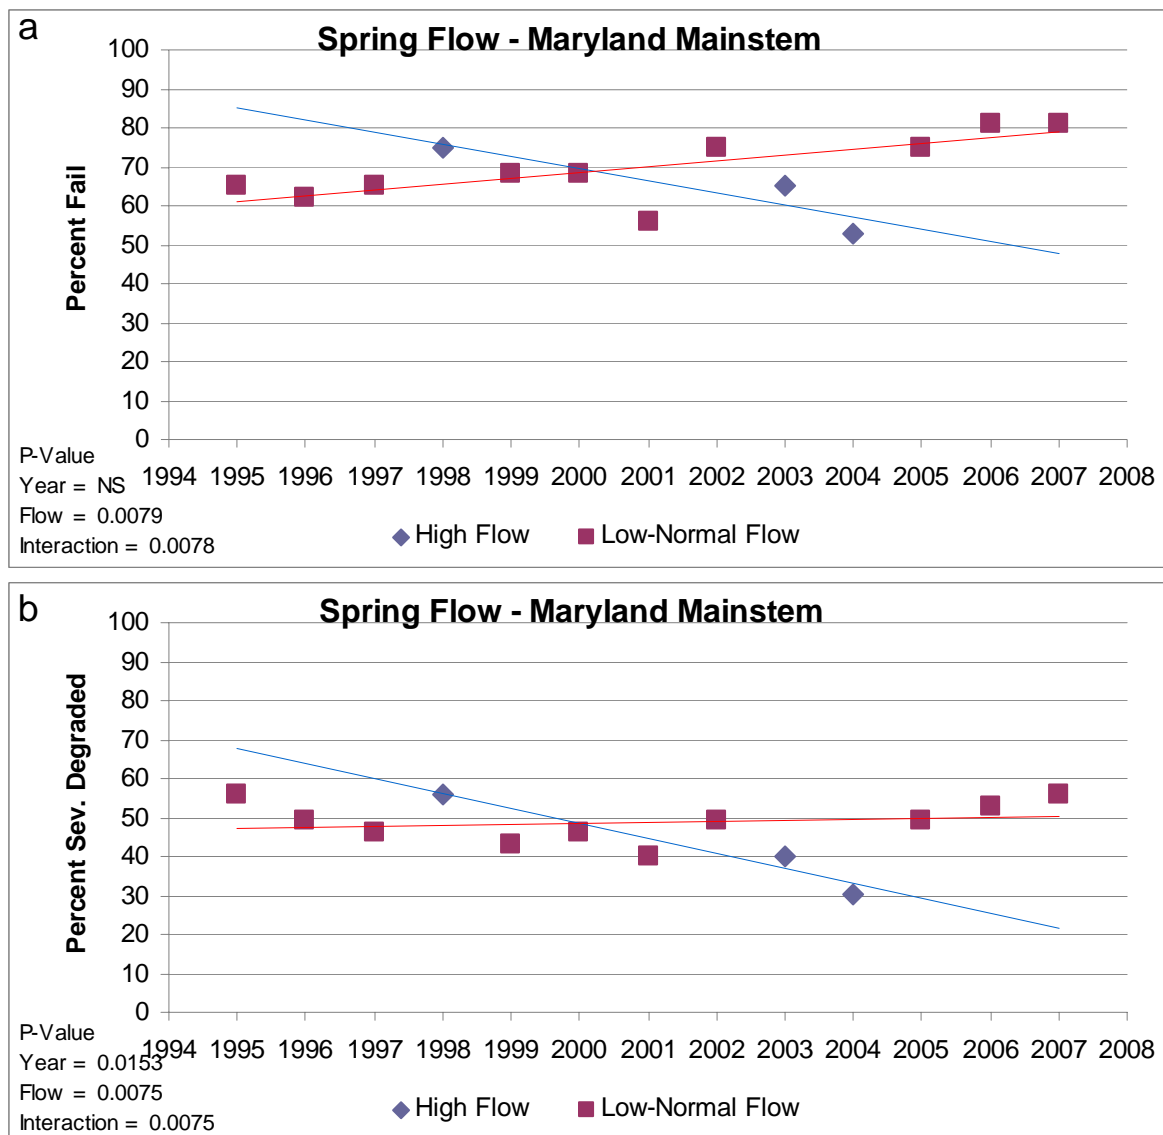 a
Spring Flow - Maryland Mainstem
100
90
80
70
60
50
40
30
20
10
0
Percent Fail
1994 1995 1996 1997 1998 1999 2000 2001 2002 2003 2004 2005 2006 2007 2008
P-Value
Year = NS
Flow = 0.0079
Interaction = 0.0078
High Flow Low-Normal Flow
b
Spring Flow - Maryland Mainstem
100
90
80
70
60
50
40
30
20
10
0
Percent Sev. Degraded
1994 1995 1996 1997 1998 1999 2000 2001 2002 2003 2004 2005 2006 2007 2008
P-Value
Year = 0.0153
Flow = 0.0075
Interaction = 0.0075
High Flow Low-Normal Flow